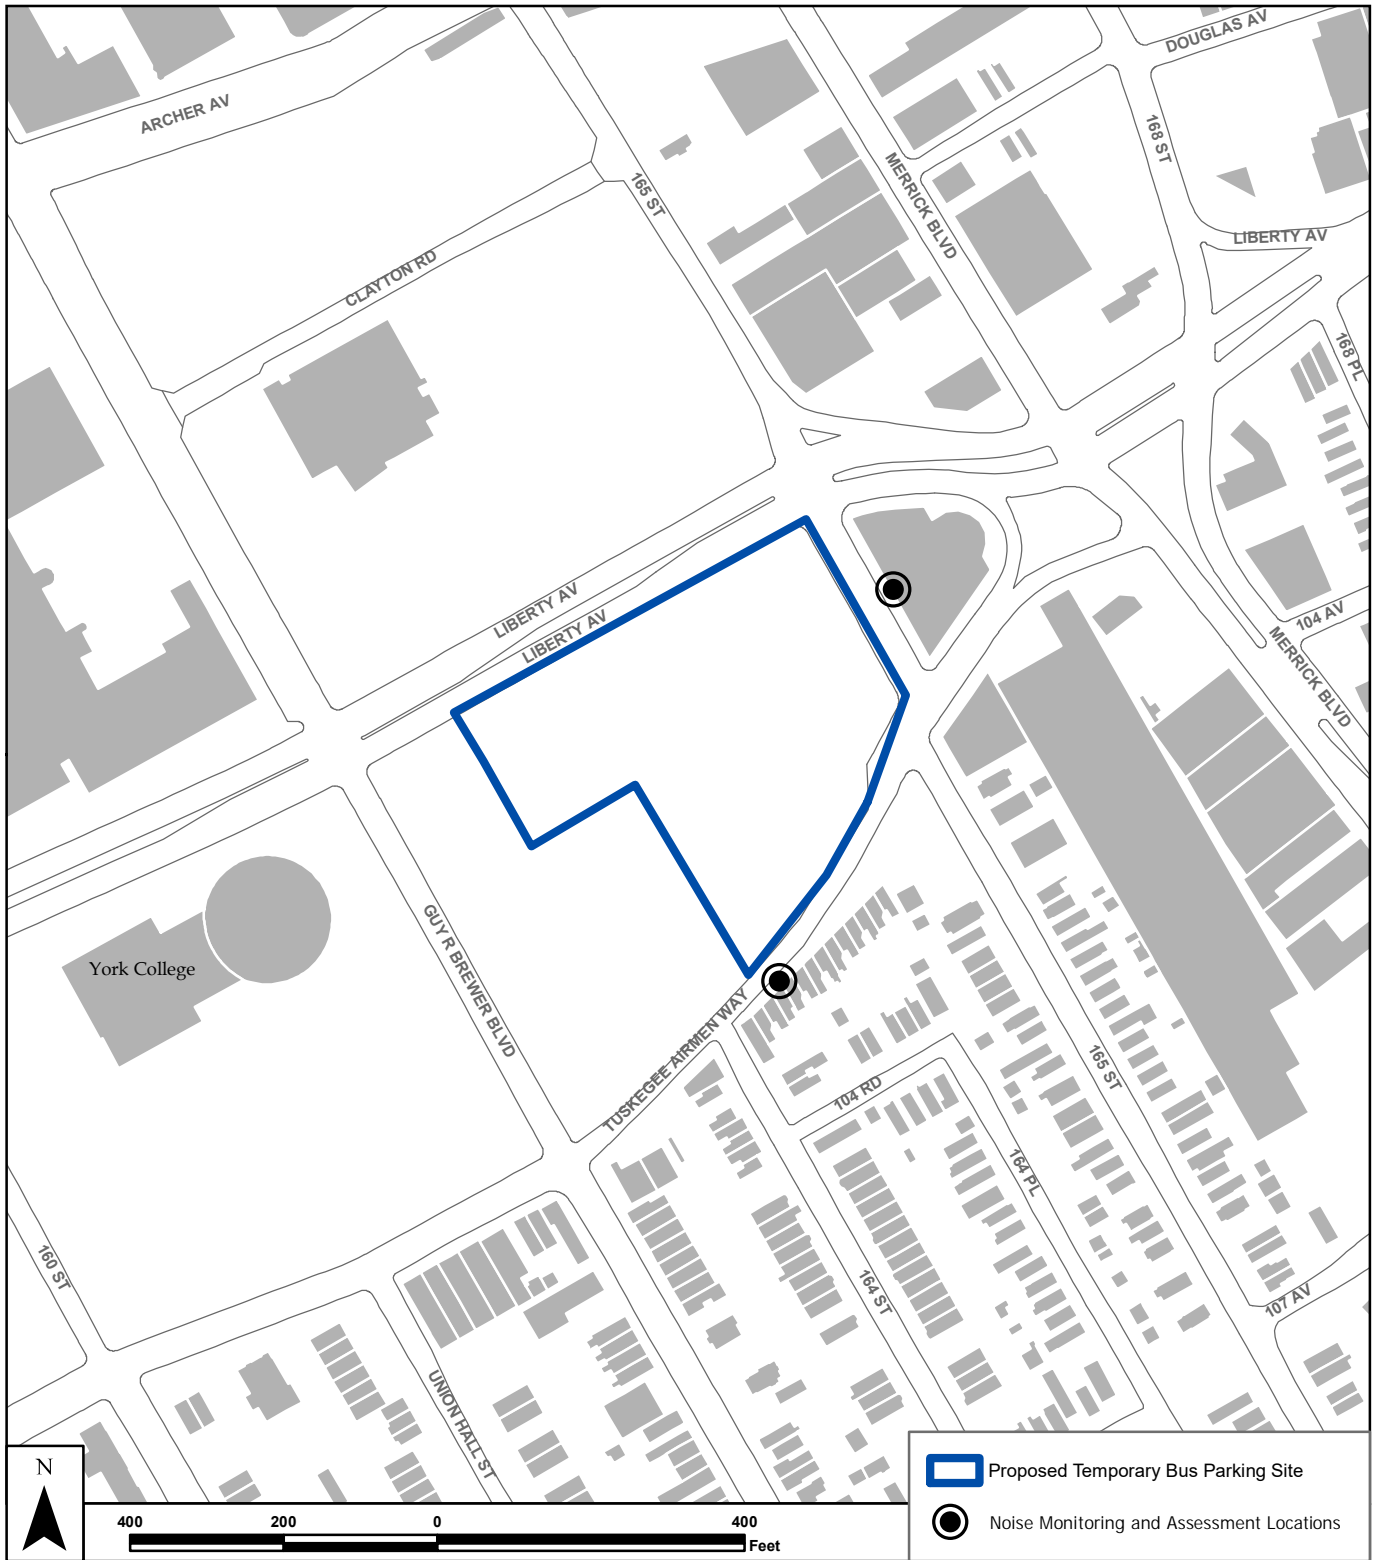 DOUGLAS AV
ARCHER AV
168 ST
165 ST
MERRICK BLVD
LIBERTY AV
CLAYTON RD
168 PL
LIBERTY AV
LIBERTY AV
104 AV
MERRICK BLVD
GUY R BREWER BLVD
York College
TUSKEGEE AIRMEN WAY
165 ST
104 RD
164 PL
160 ST
164 ST
107 AV
UNION HALL ST
N
Proposed Temporary Bus Parking Site
Noise Monitoring and Assessment Locations
400 200 0 400
Feet